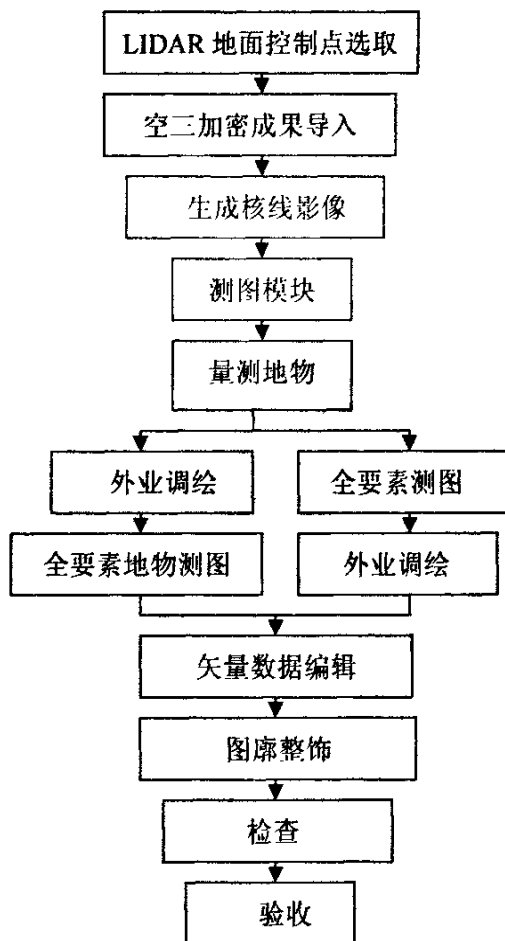 LIDAR 地面控制点选取
空三加密成果导入
生成核线影像
测图模块
量测地物
外业调绘
全要素测图
全要素地物测图
外业调绘
矢量数据编辑
图廓整饰
检查
验收